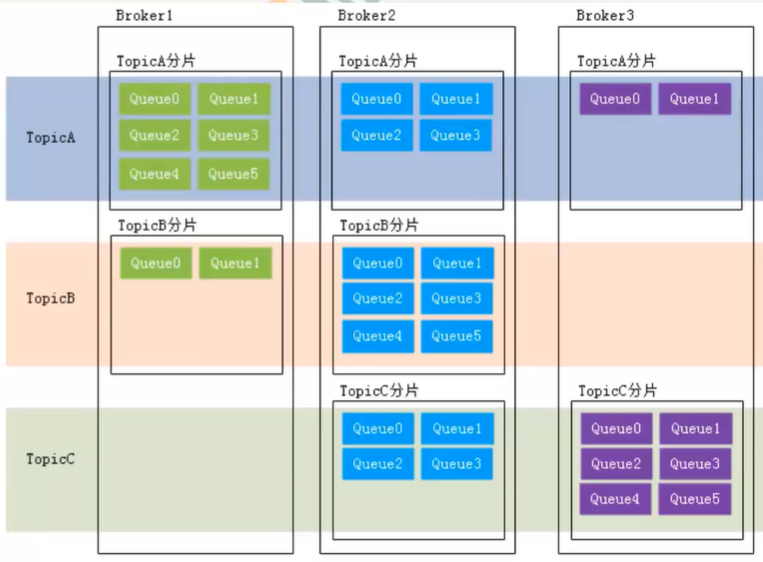 Broker1 Broker2 Broker3
TopicA分片 TopicA分片 TopicA分片
Queue0 Queue1 Queue0 Queue1 Queue0 Queue1
TopicA Queue2 Queue3 Queue2 Queue3
Queue4 Queue5
TopicB分片 TopicB分片
Queue0 Queue1 Queue0 Queue1
TopicB Queue2 Queue3
Queue4 Queue5
TopicC分片 TopicC分片
Queue0 Queue1 Queue0 Queue1
TopicC Queue2 Queue3 Queue2 Queue3
Queue4 Queue5